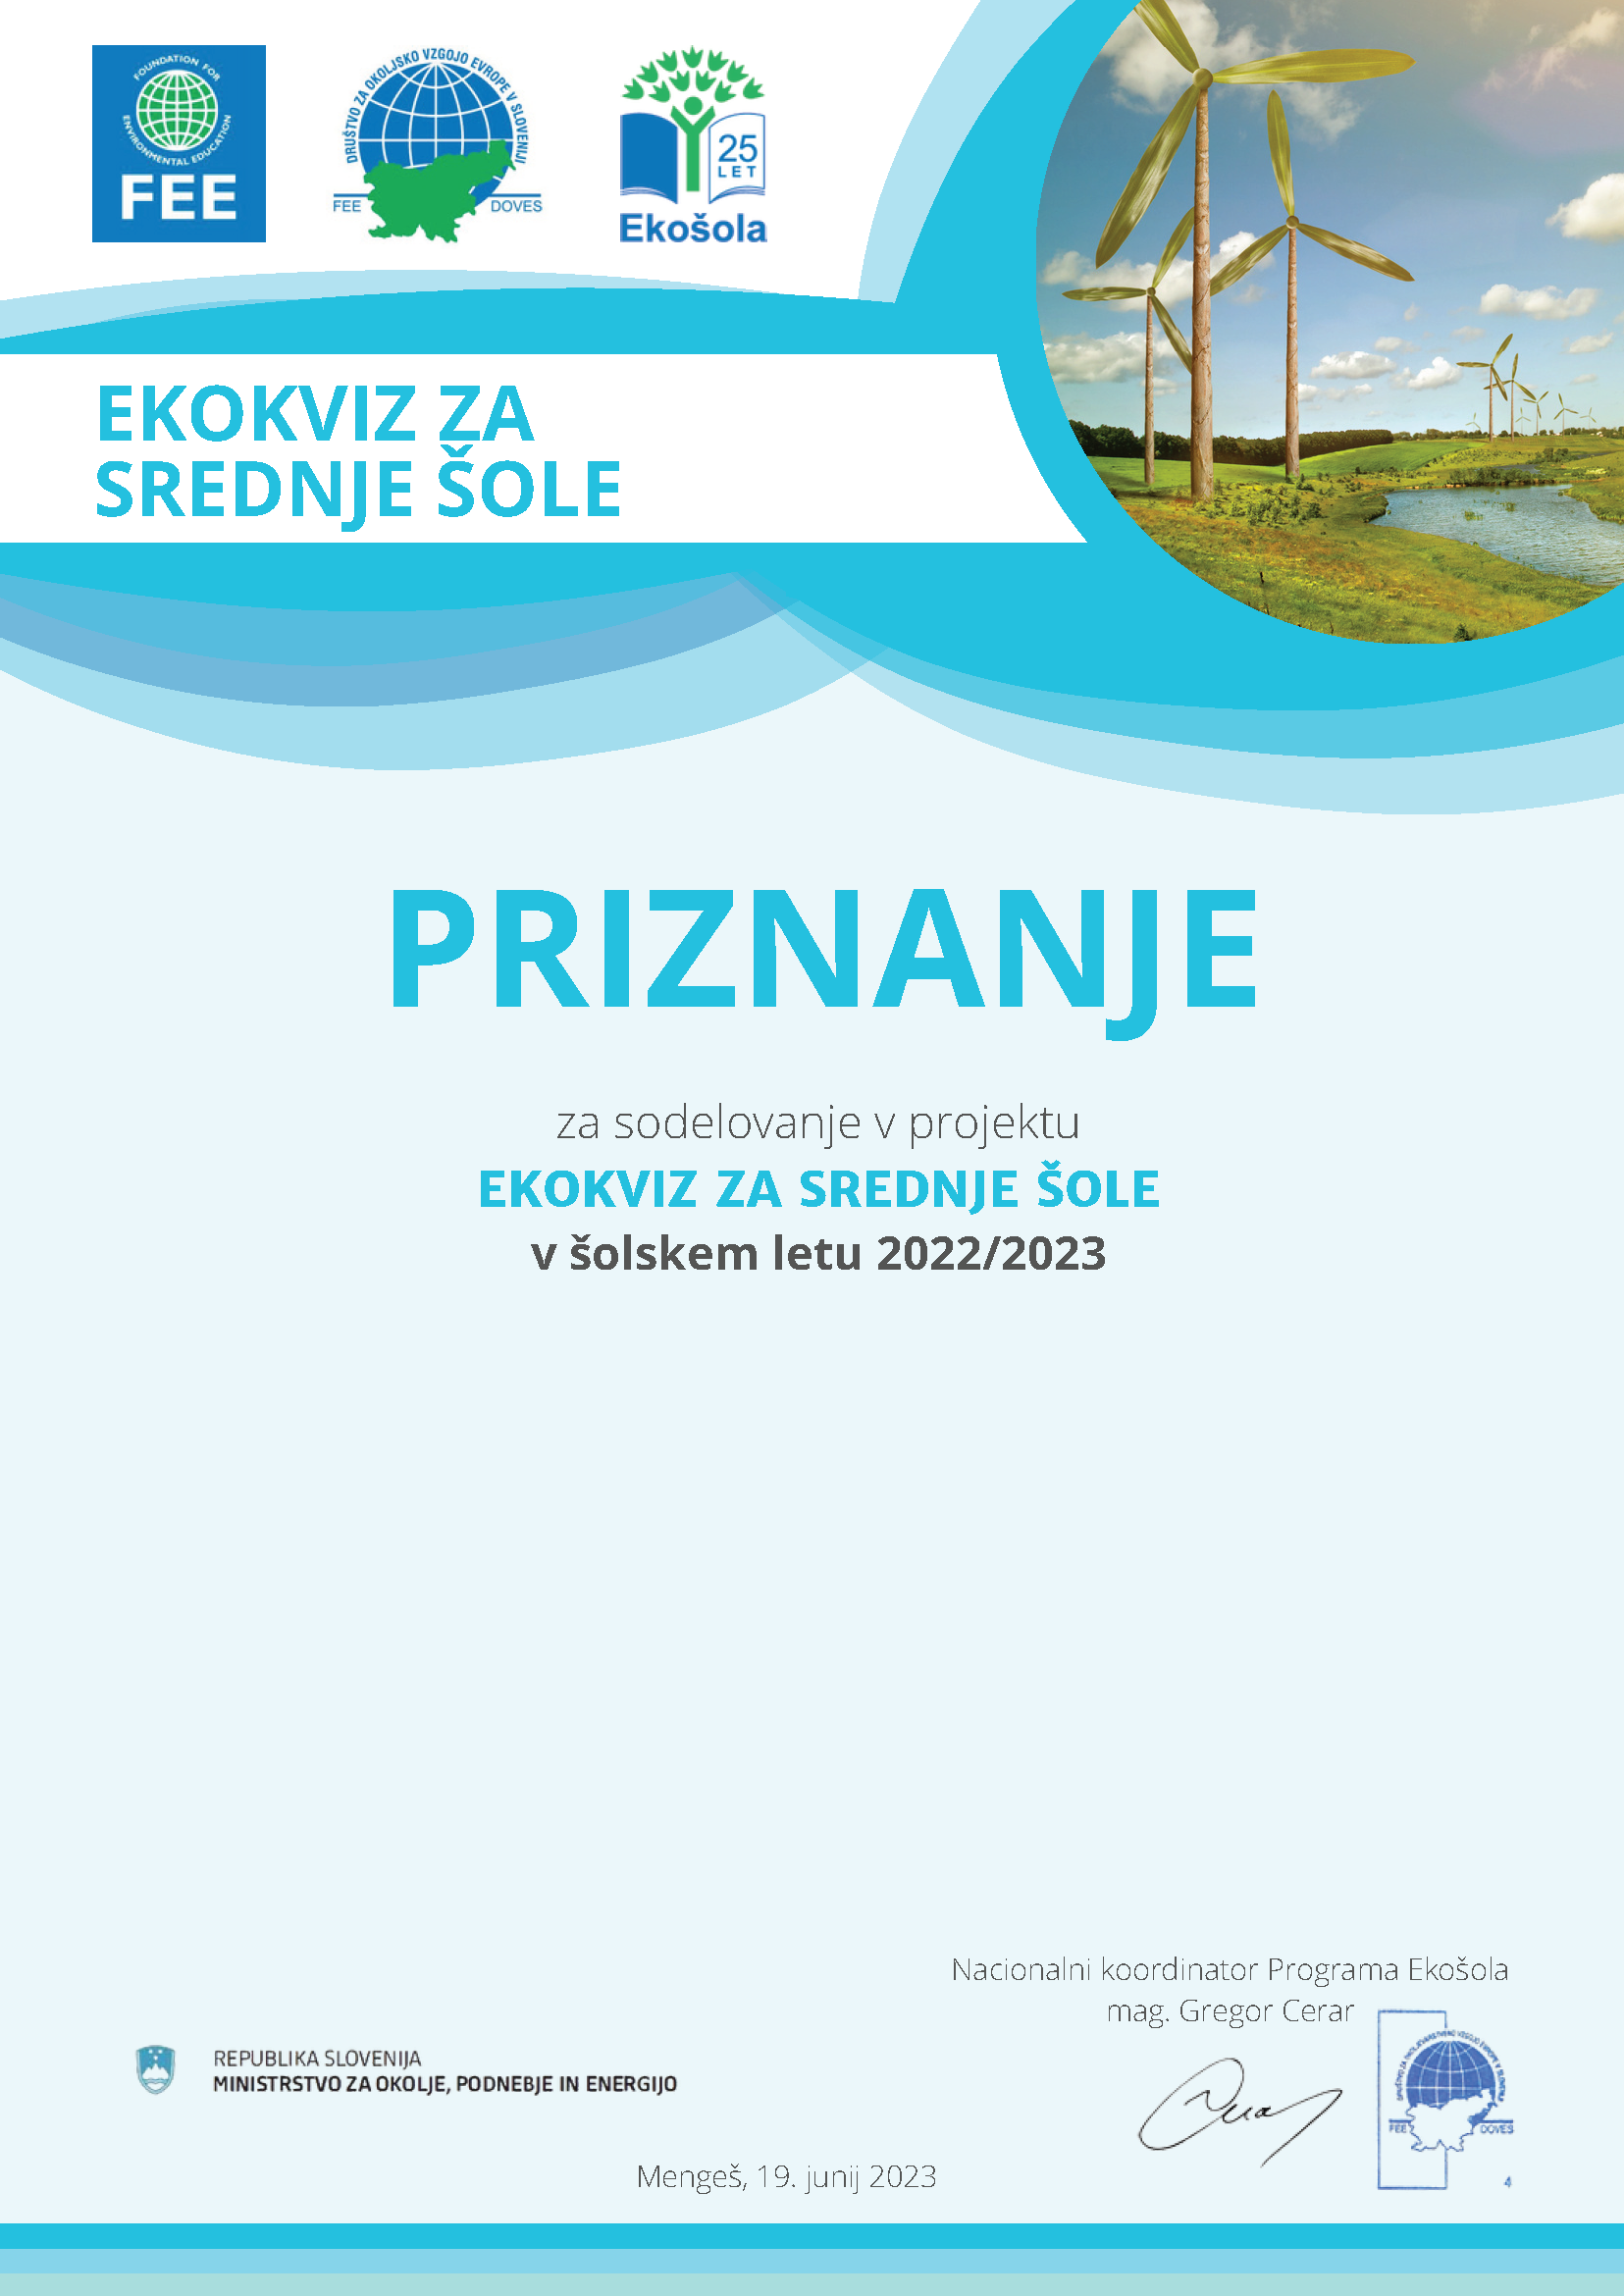 FOUNDATION FOR
ENVIRONMENTAL EDUCATION
FEE
DRUŠTVO ZA OKOLJSKO VZGOJO EVROPE V SLOVENIJI
FEE DOVES
25
LET
Ekošola
EKOKVIZ ZA
SREDNJE ŠOLE
PRIZNANJE
za sodelovanje v projektu
EKOKVIZ ZA SREDNJE ŠOLE
v šolskem letu 2022/2023
Nacionalni koordinator Programa Ekošola
mag. Gregor Cerar
REPUBLIKA SLOVENIJA
MINISTRSTVO ZA OKOLJE, PODNEBJE IN ENERGIJO
FEE DOVES
4
Mengeš, 19. junij 2023